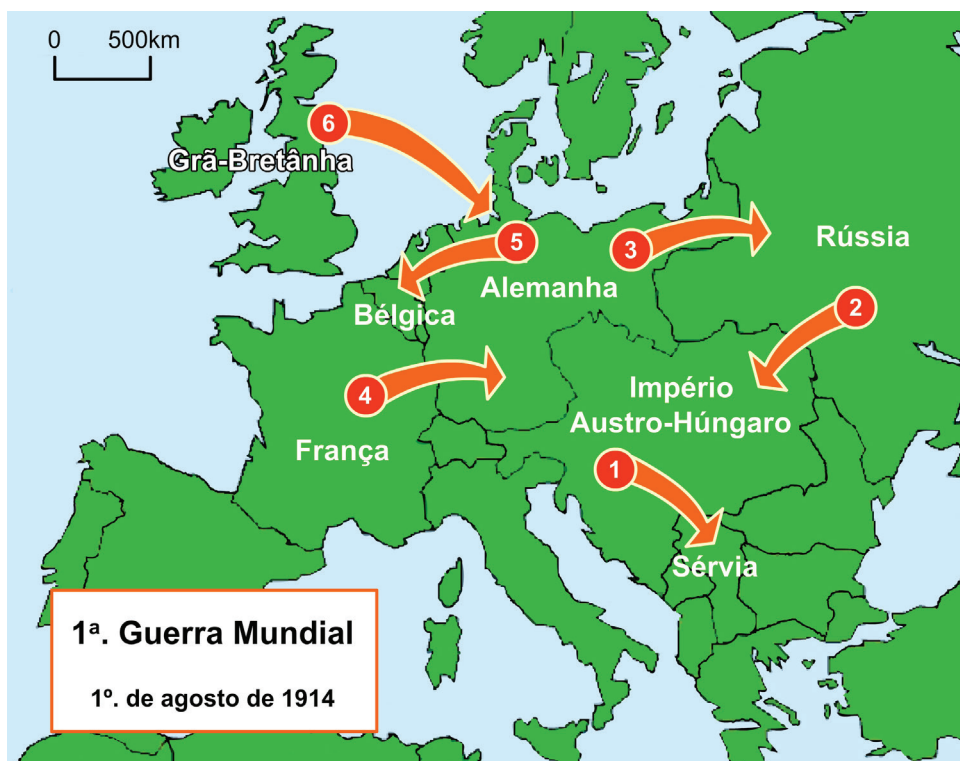 0 500km
6
Grã-Bretânha
5
3
Rússia
Alemanha
2
Bélgica
Império
4
Austro-Húngaro
França
1
Sérvia
1ª. Guerra Mundial
1º. de agosto de 1914